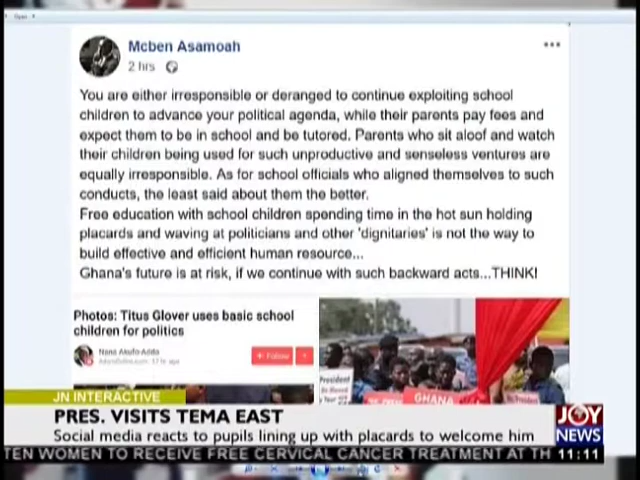 Open
Mcben Asamoah
2 hrs
You are either irresponsible or deranged to continue exploiting school
children to advance your political agenda, while their parents pay fees and
expect them to be in school and be tutored. Parents who sit aloof and watch
their children being used for such unproductive and senseless ventures are
equally irresponsible. As for school officials who aligned themselves to such
conducts, the least said about them the better.
Free education with school children spending time in the hot sun holding
placards and waving at politicians and other 'dignitaries' is not the way to
build effective and efficient human resource...
Ghana's future is at risk, if we continue with such backward acts...THINK!
Photos: Titus Glover uses basic school
children for politics
Nana Akufo-Addo
+ Follow
President
GHANA
JN INTERACTIVE
PRES. VISITS TEMA EAST
Social media reacts to pupils lining up with placards to welcome him
JOY
NEWS
TEN WOMEN TO RECEIVE FREE CERVICAL CANCER TREATMENT AT TH
11:11